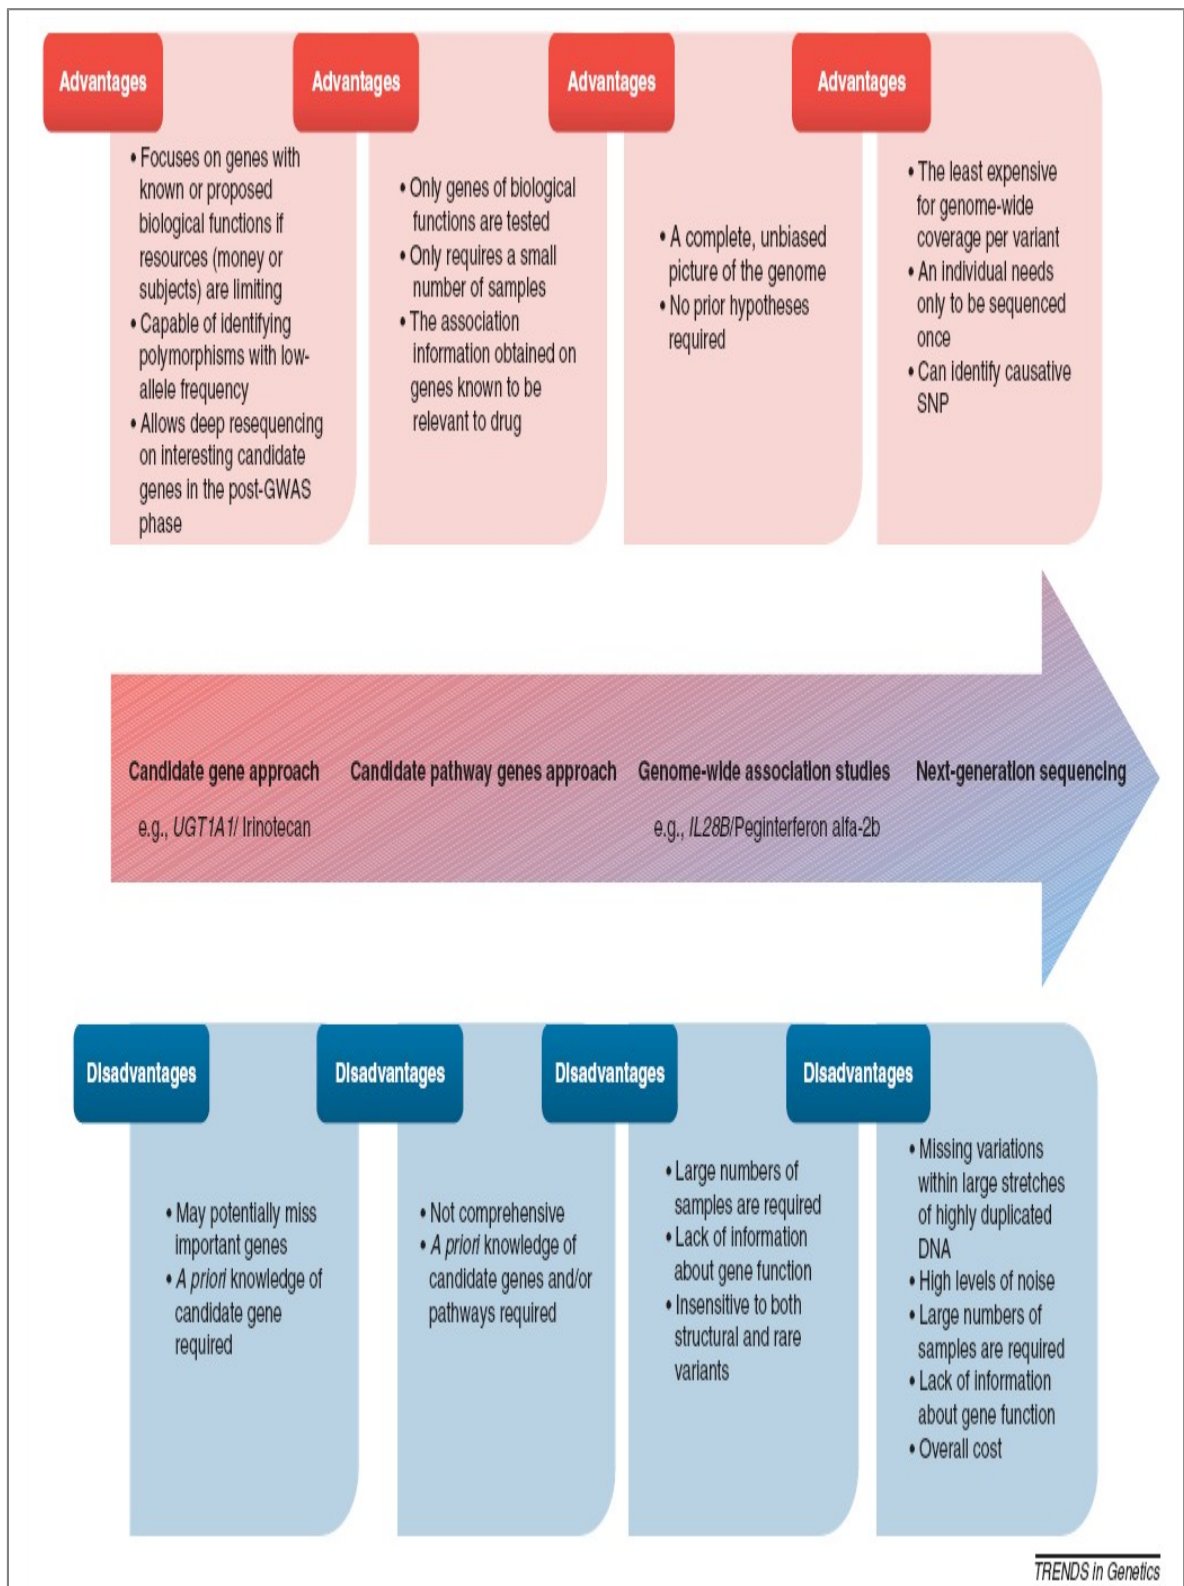 Advantages
• Focuses on genes with
known or proposed
biological functions if
resources (money or
subjects) are limiting
• Capable of identifying
polymorphisms with low-
allele frequency
• Allows deep resequencing
on interesting candidate
genes in the post-GWAS
phase
Advantages
• Only genes of biological
functions are tested
• Only requires a small
number of samples
• The association
information obtained on
genes known to be
relevant to drug
Advantages
• A complete, unbiased
picture of the genome
• No prior hypotheses
required
Advantages
• The least expensive
for genome-wide
coverage per variant
• An individual needs
only to be sequenced
once
• Can identify causative
SNP
Candidate gene approach
e.g., UGT1A1/ Irinotecan
Candidate pathway genes approach
Genome-wide association studies
e.g., IL28B/Peginterferon alfa-2b
Next-generation sequencing
Disadvantages
• May potentially miss
important genes
• A priori knowledge of
candidate gene
required
Disadvantages
• Not comprehensive
• A priori knowledge of
candidate genes and/or
pathways required
Disadvantages
• Large numbers of
samples are required
• Lack of information
about gene function
• Insensitive to both
structural and rare
variants
Disadvantages
• Missing variations
within large stretches
of highly duplicated
DNA
• High levels of noise
• Large numbers of
samples are required
• Lack of information
about gene function
• Overall cost
TRENDS in Genetics